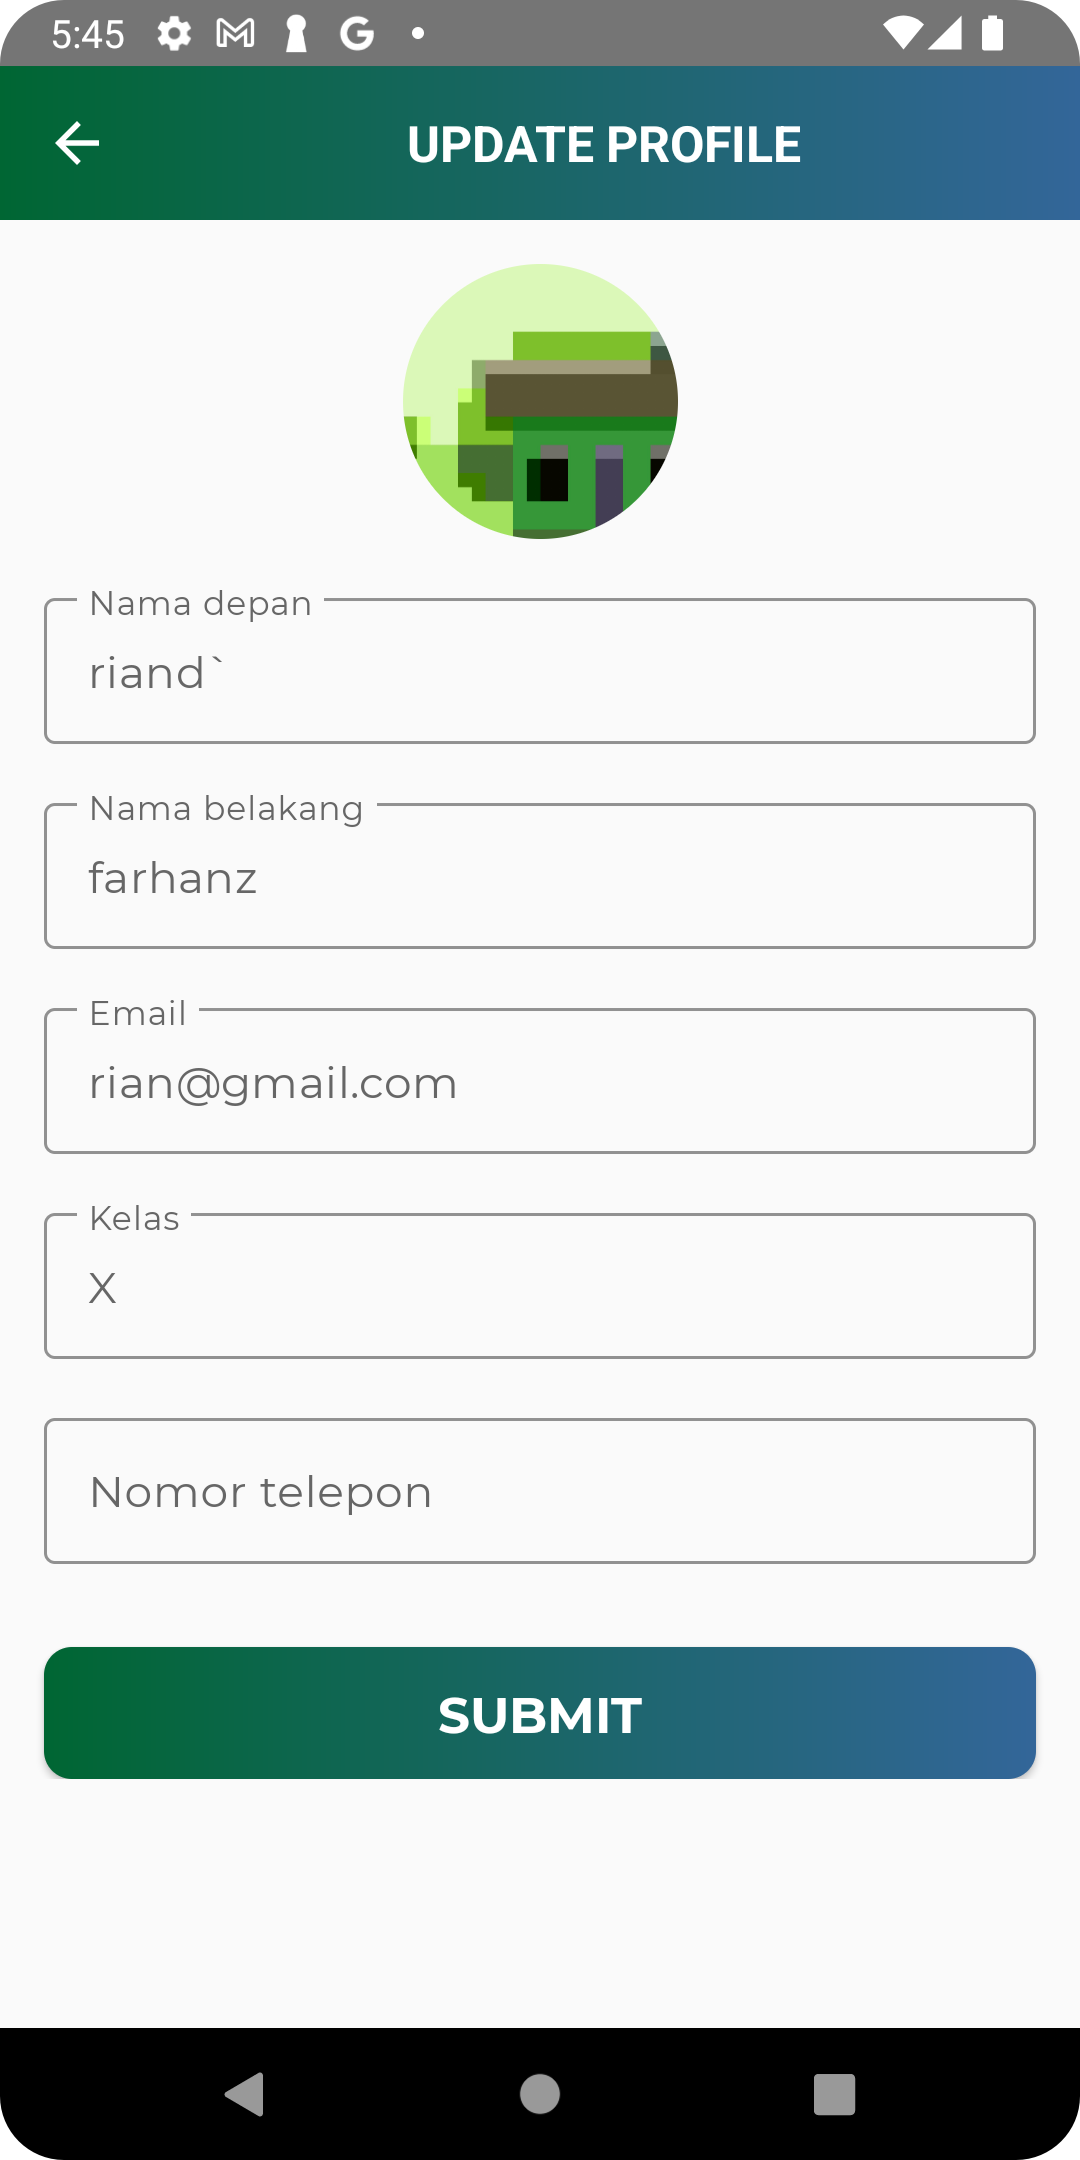 5:45
UPDATE PROFILE
Nama depan
riand`
Nama belakang
farhanz
Email
rian@gmail.com
Kelas
X
Nomor telepon
SUBMIT